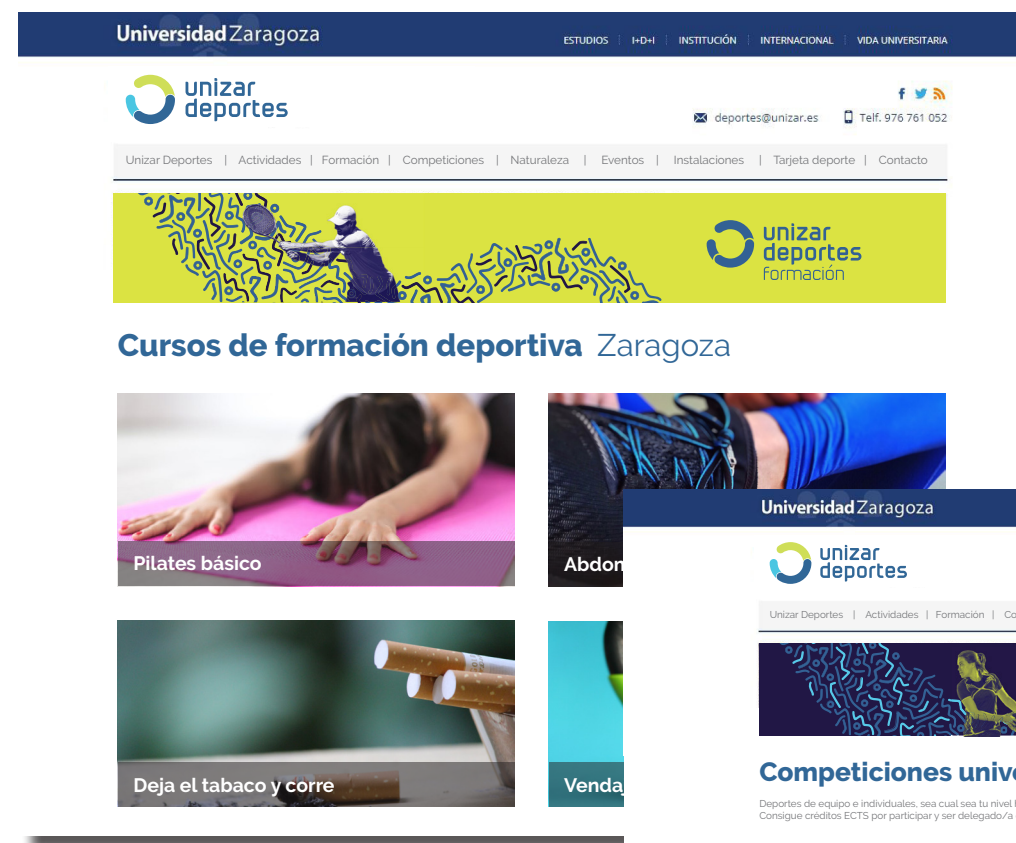 Universidad Zaragoza
ESTUDIOS | I+D+I | INSTITUCIÓN | INTERNACIONAL | VIDA UNIVERSITARIA
unizar
deportes
deportes@unizar.es Telf. 976 761 052
Unizar Deportes | Actividades | Formación | Competiciones | Naturaleza | Eventos | Instalaciones | Tarjeta deporte | Contacto
unizar
deportes
formación
Cursos de formación deportiva Zaragoza
Pilates básico
Abdom
Deja el tabaco y corre
Venda
Universidad Zaragoza
unizar
deportes
Unizar Deportes | Actividades | Formación | Co
Competiciones unive
Deportes de equipo e individuales, sea cual sea tu nivel
Consigue créditos ECTS por participar y ser delegado/a